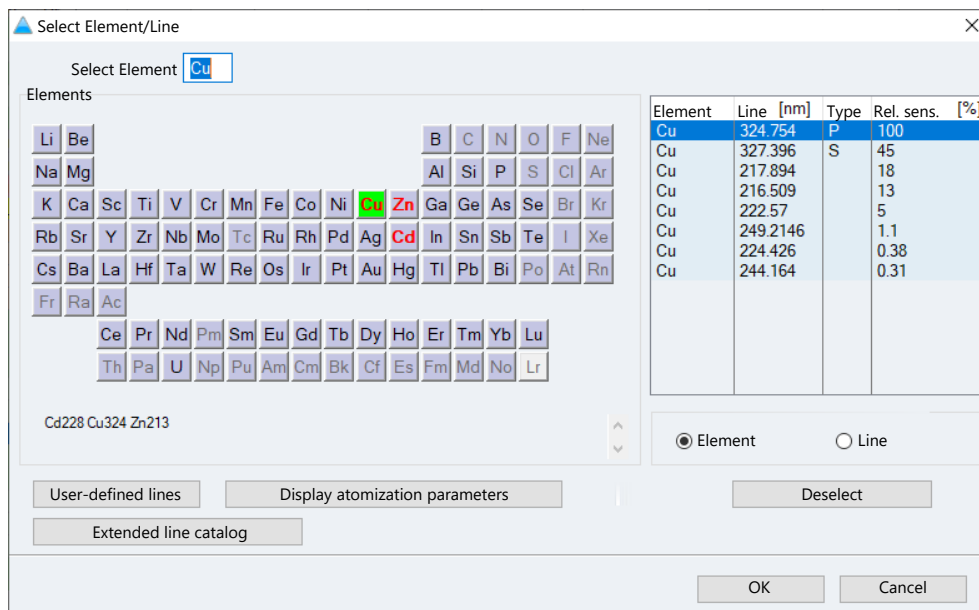 Select Element/Line
Select Element Cu
Elements
Li Be B C N O F Ne
Na Mg Al Si P S Cl Ar
K Ca Sc Ti V Cr Mn Fe Co Ni Cu Zn Ga Ge As Se Br Kr
Rb Sr Y Zr Nb Mo Tc Ru Rh Pd Ag Cd In Sn Sb Te I Xe
Cs Ba La Hf Ta W Re Os Ir Pt Au Hg Tl Pb Bi Po At Rn
Fr Ra Ac
Ce Pr Nd Pm Sm Eu Gd Tb Dy Ho Er Tm Yb Lu
Th Pa U Np Pu Am Cm Bk Cf Es Fm Md No Lr
Cd228 Cu324 Zn213
Element Line [nm] Type Rel. sens. [%]
Cu 324.754 P 100
Cu 327.396 S 45
Cu 217.894 18
Cu 216.509 13
Cu 222.57 5
Cu 249.2146 1.1
Cu 224.426 0.38
Cu 244.164 0.31
Element Line
User-defined lines Display atomization parameters Deselect
Extended line catalog
OK Cancel